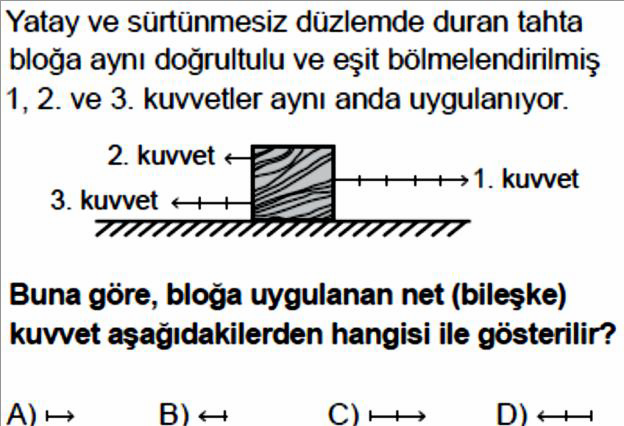 Yatay ve sürtünmesiz düzlemde duran tahta
bloğa aynı doğrultulu ve eşit bölmelendirilmiş
1, 2. ve 3. kuvvetler aynı anda uygulanıyor.
2. kuvvet
1. kuvvet
3. kuvvet
Buna göre, bloğa uygulanan net (bileşke)
kuvvet aşağıdakilerden hangisi ile gösterilir?
A) B) C) D)